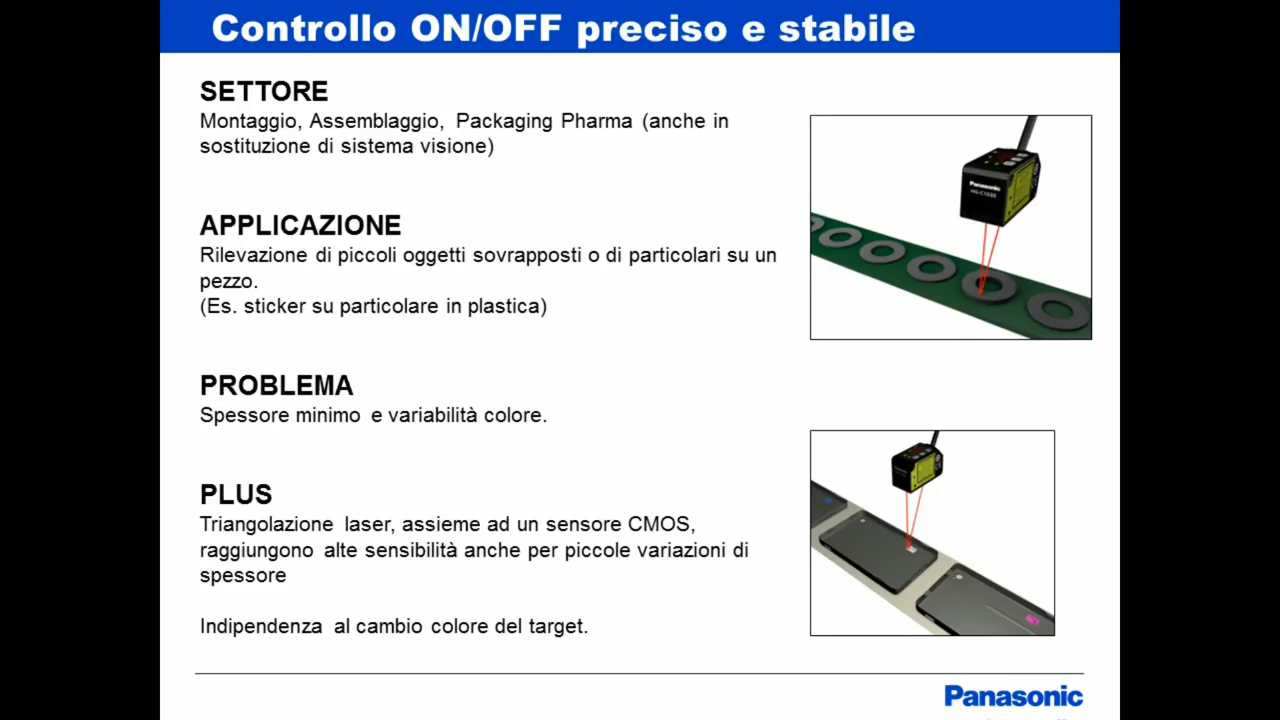 Controllo ON/OFF preciso e stabile
SETTORE
Montaggio, Assemblaggio, Packaging Pharma (anche in
sostituzione di sistema visione)
APPLICAZIONE
Rilevazione di piccoli oggetti sovrapposti o di particolari su un
pezzo.
(Es. sticker su particolare in plastica)
PROBLEMA
Spessore minimo e variabilità colore.
PLUS
Triangolazione laser, assieme ad un sensore CMOS,
raggiungono alte sensibilità anche per piccole variazioni di
spessore
Indipendenza al cambio colore del target.
Panasonic
Panasonic